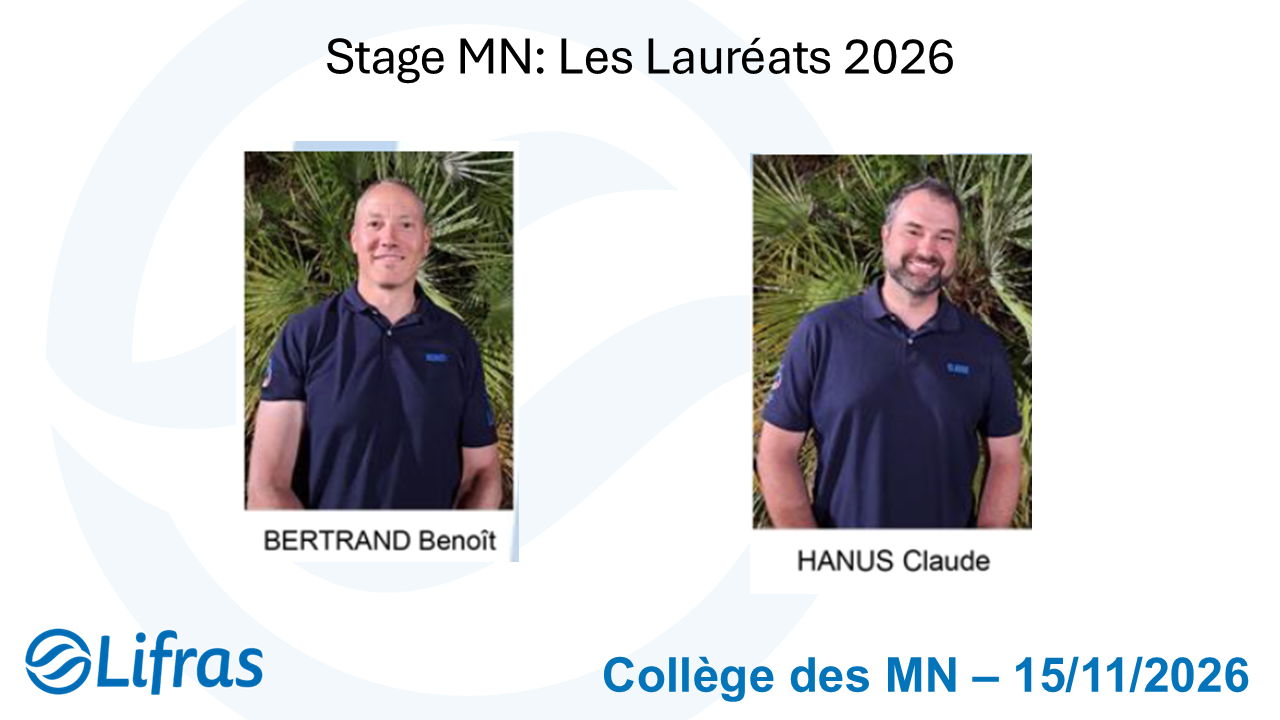 Stage MN: Les Lauréats 2026
BERTRAND Benoît
HANUS Claude
Lifras
Collège des MN – 15/11/2026